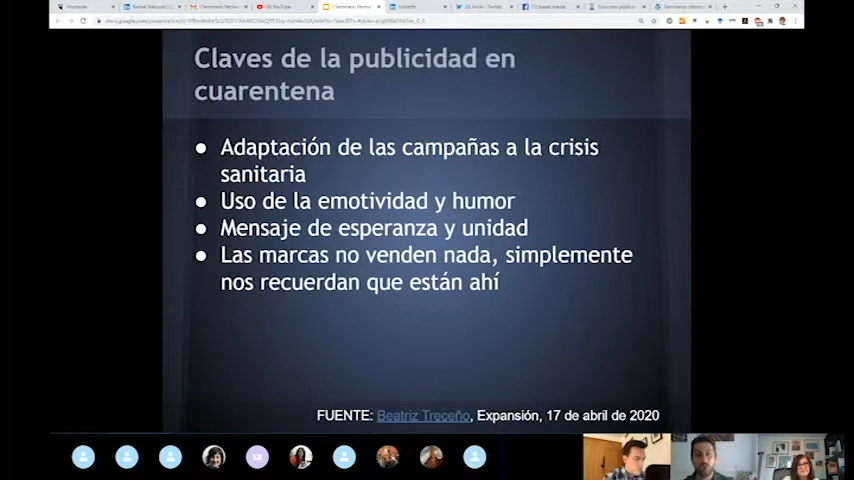 YouTube
Claves de la publicidad en
cuarentena
● Adaptación de las campañas a la crisis
sanitaria
● Uso de la emotividad y humor
● Mensaje de esperanza y unidad
● Las marcas no venden nada, simplemente
nos recuerdan que están ahí
FUENTE: Beatriz Treceño, Expansión, 17 de abril de 2020